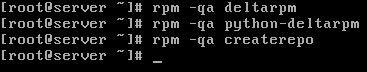 [root@server ~]# rpm -qa deltarpm
[root@server ~]# rpm -qa python-deltarpm
[root@server ~]# rpm -qa createrepo
[root@server ~]# _